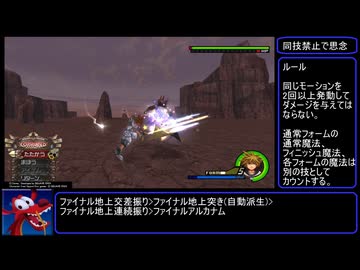 同技禁止で思念
ルール
同じモーションを
2回以上発動して
ダメージを与えては
ならない。
通常フォームの
通常魔法、
フィニッシュ魔法、
各フォームの魔法は
別の技として
カウントする。
たたかう
ファイナル地上交差振り>ファイナル地上突き(自動派生)>
ファイナル地上連続振り>ファイナルアルカナム